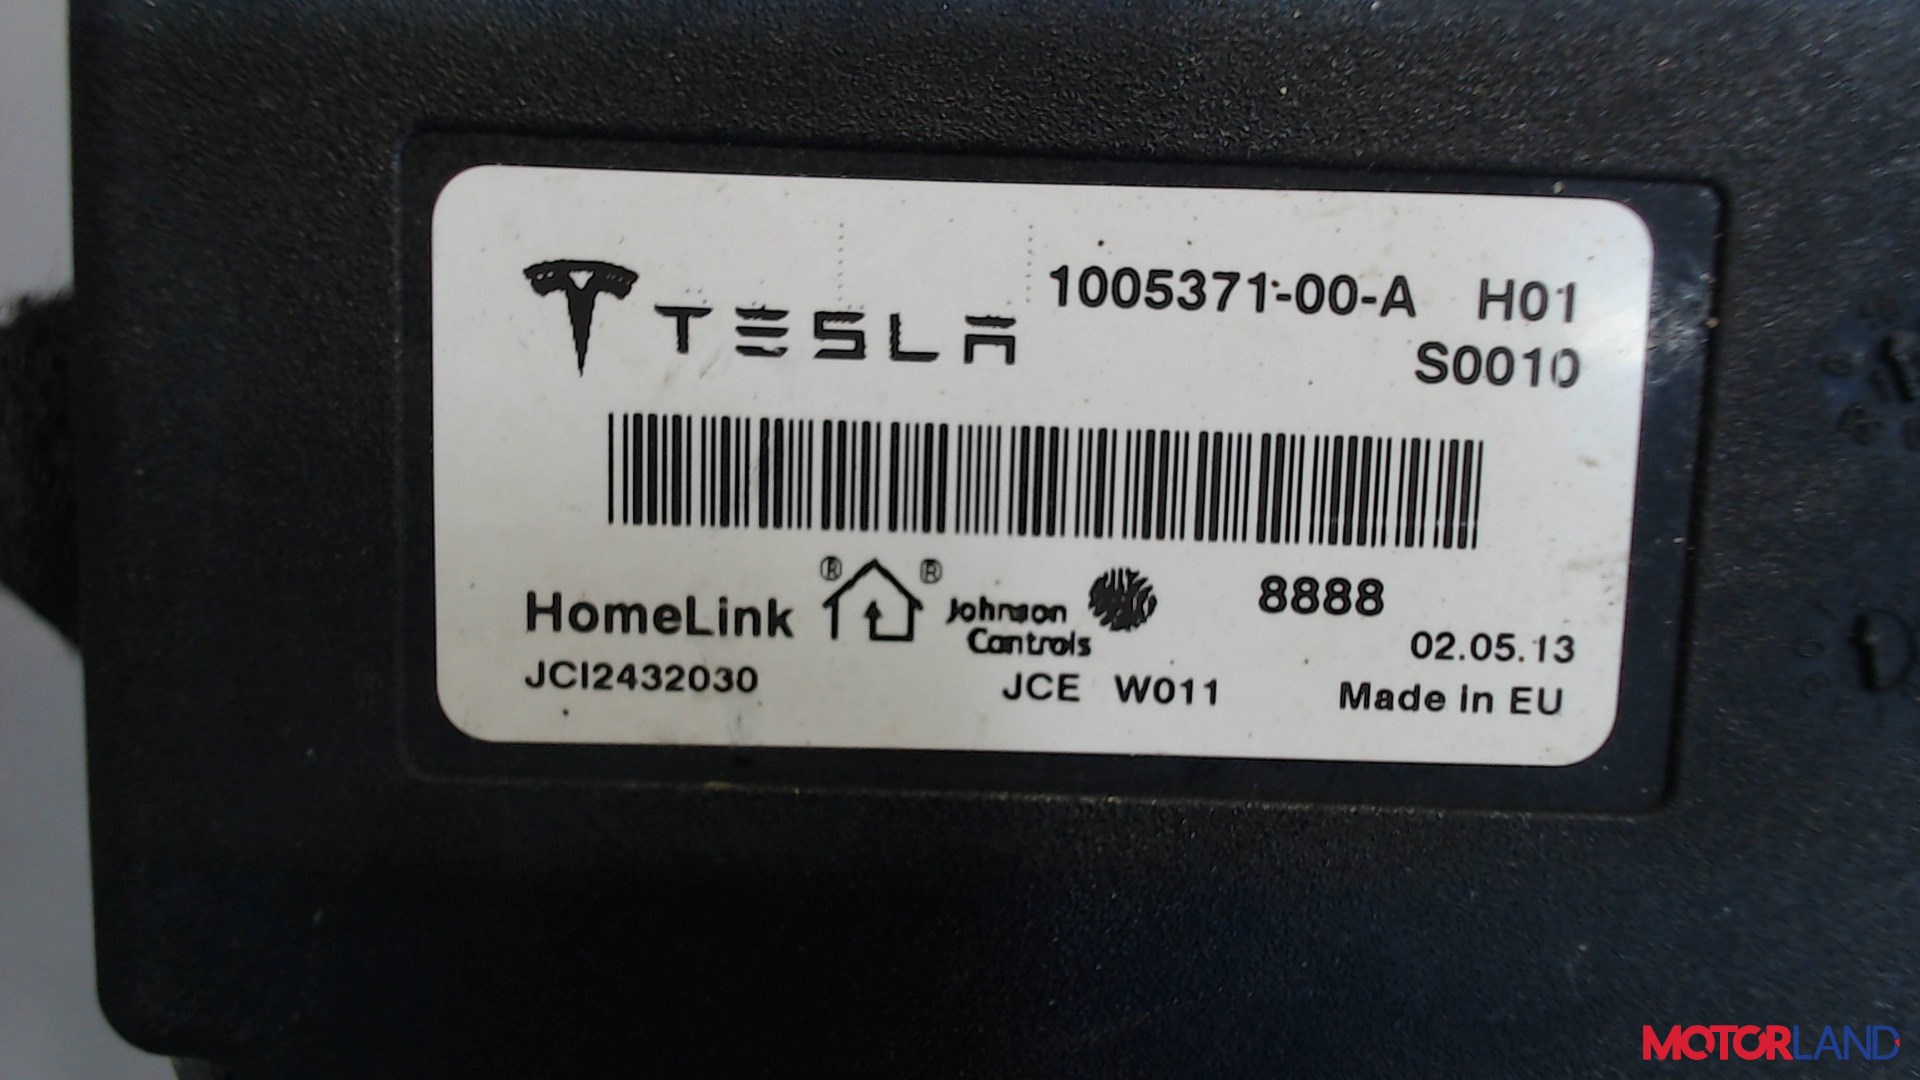 TESLA 1005371-00-A H01
S0010
HomeLink ® ® Johnson Controls 8888
02.05.13
JCI2432030 JCE W011 Made in EU
MOTORLAND